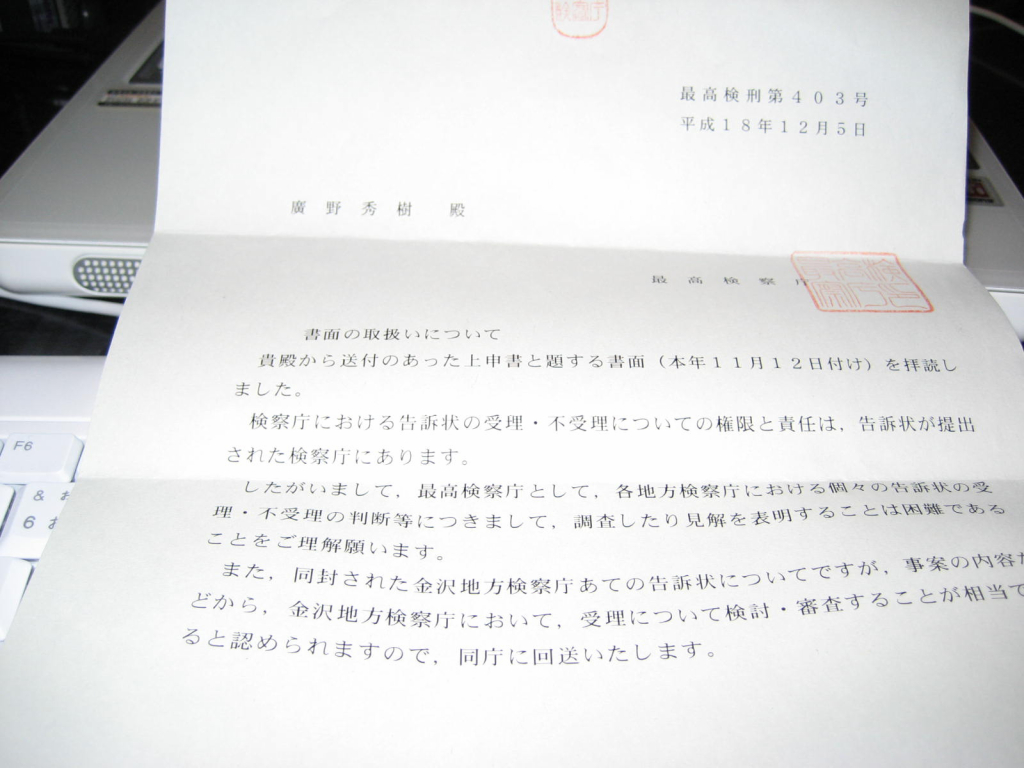 最高検刑第４０３号
平成１８年１２月５日
廣野秀樹　殿
最高検察庁
書面の取扱いについて
貴殿から送付のあった上申書と題する書面（本年１１月１２日付け）を拝読し
ました。
検察庁における告訴状の受理・不受理についての権限と責任は，告訴状が提出
された検察庁にあります。
したがいまして，最高検察庁として，各地方検察庁における個々の告訴状の受
理・不受理の判断等につきまして，調査したり見解を表明することは困難である
ことをご理解願います。
また，同封された金沢地方検察庁あての告訴状についてですが，事案の内容な
どから，金沢地方検察庁において，受理について検討・審査することが相当で
ると認められますので，同庁に回送いたします。
F6
&
6 お